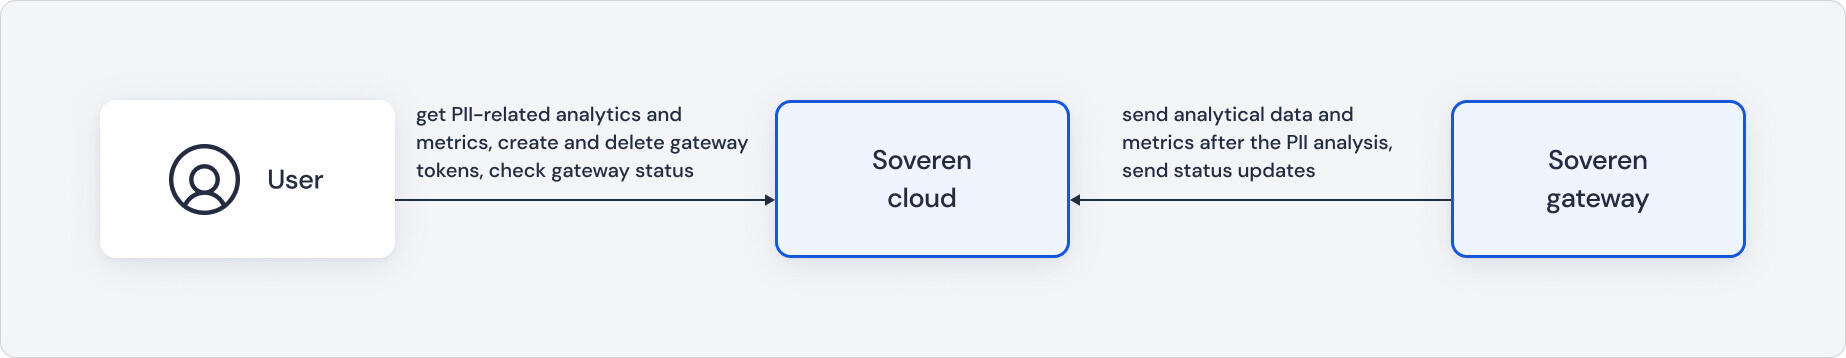 User
get PII-related analytics and
metrics, create and delete gateway
tokens, check gateway status
Soveren
cloud
send analytical data and
metrics after the PII analysis,
send status updates
Soveren
gateway